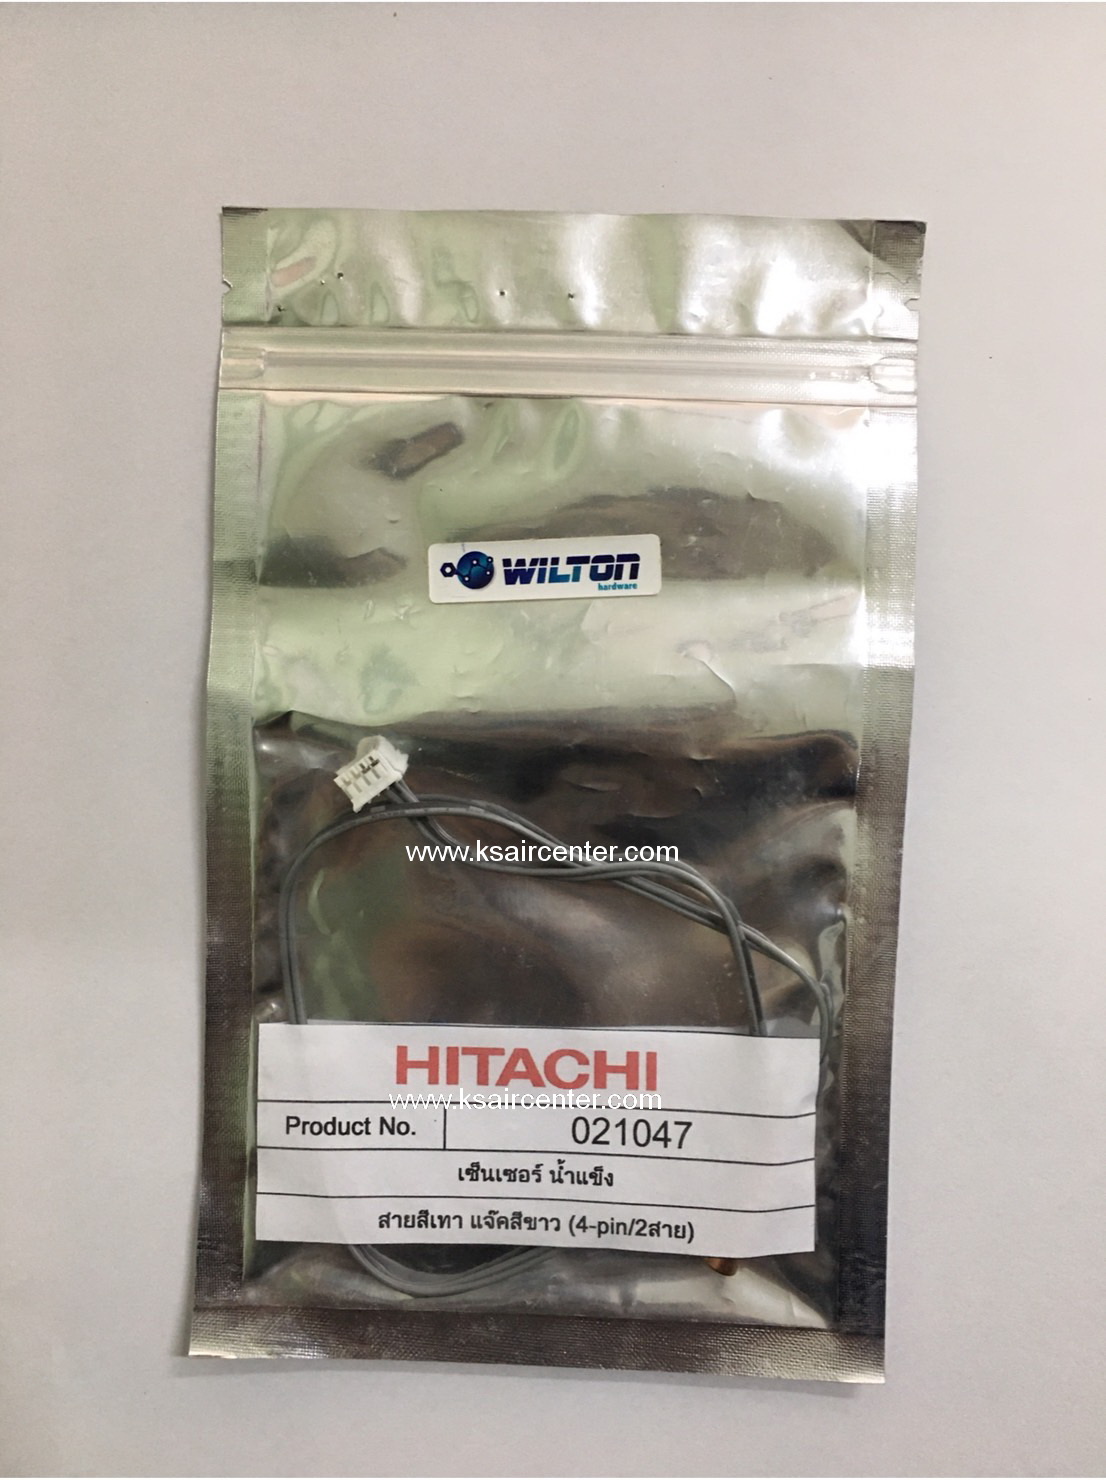 WILTON
hardware
www.ksaircenter.com
HITACHI
www.ksaircenter.com
Product No. 021047
เซ็นเซอร์ น้ำแข็ง
สายสีเทา แจ๊คสีขาว (4-pin/2สาย)